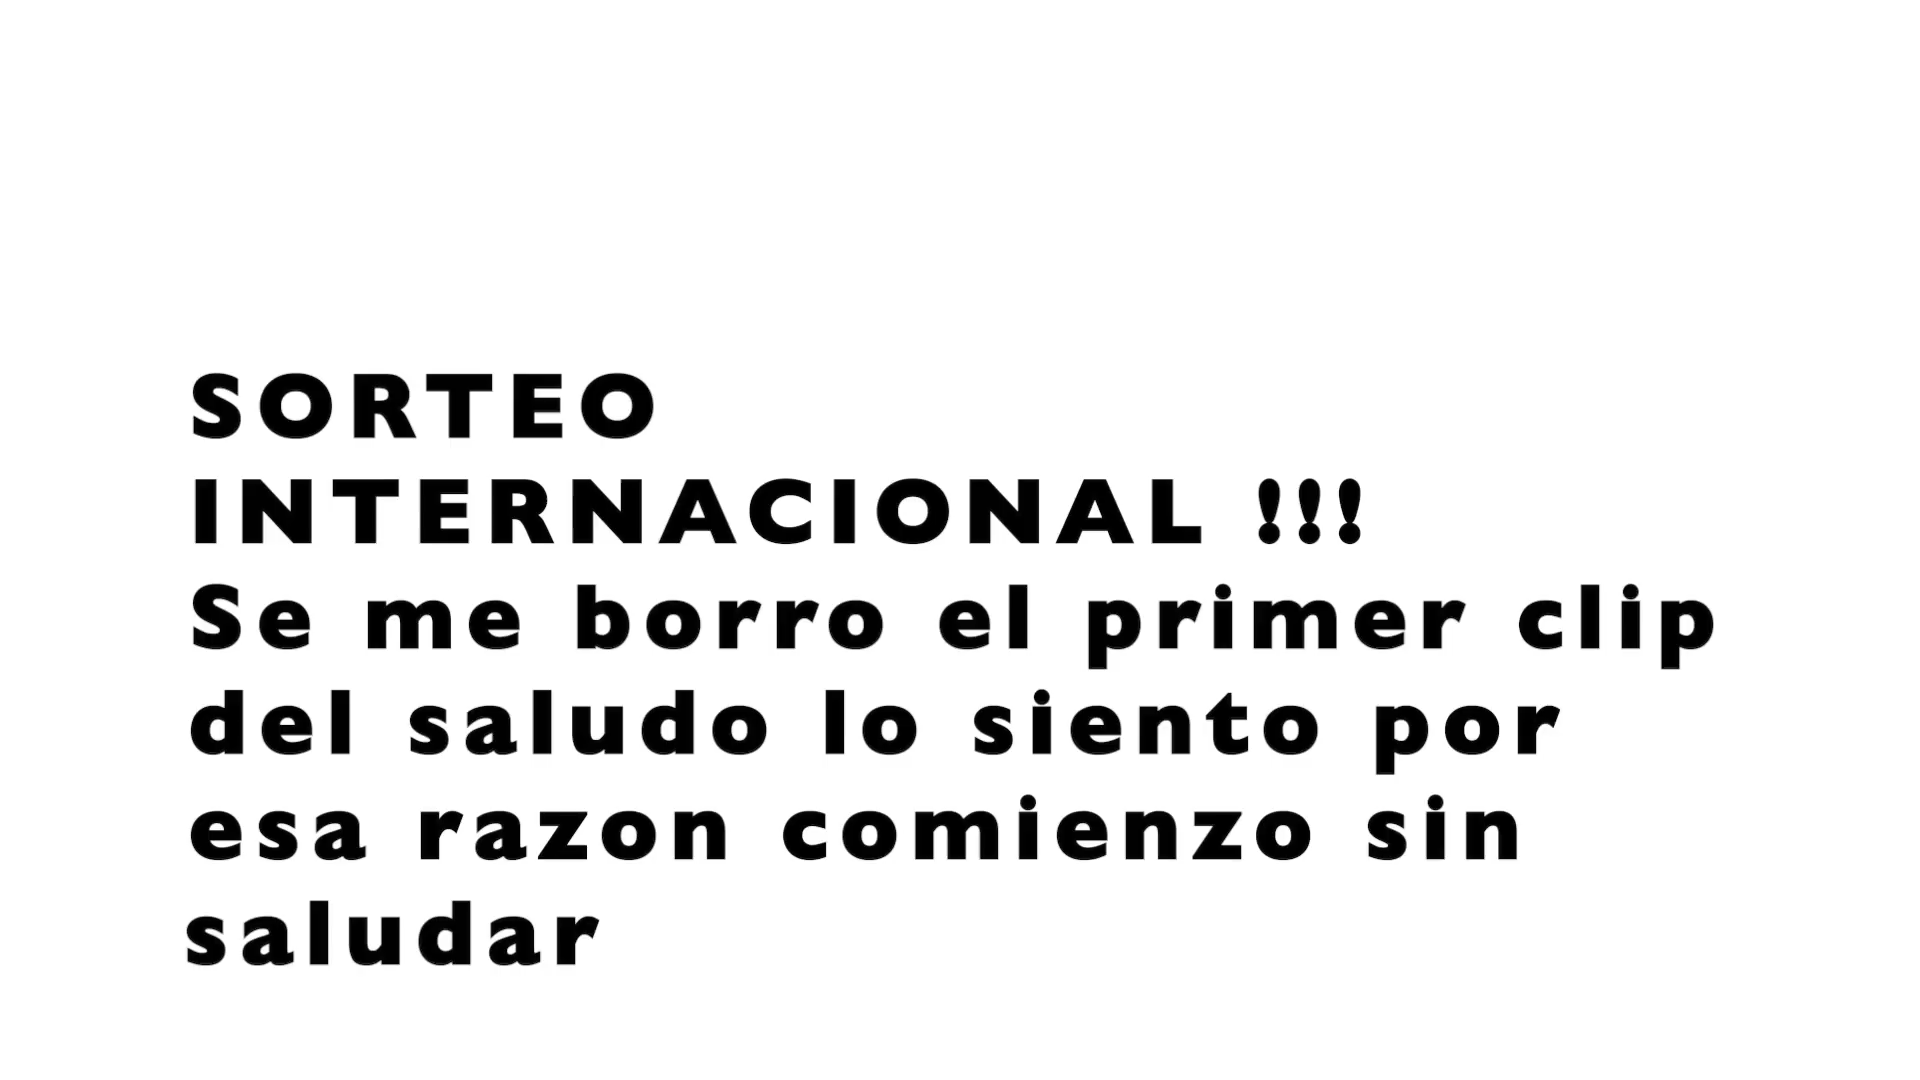 SORTEO
INTERNACIONAL !!!
Se me borro el primer clip
del saludo lo siento por
esa razon comienzo sin
saludar